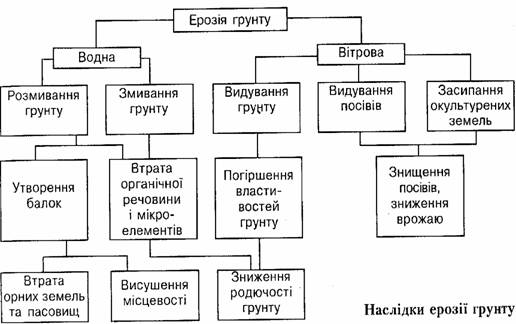 Ерозія грунту
Водна
Вітрова
Розмивання
грунту
Змивання
грунту
Видування
грунту
Видування
посівів
Засипання
окультурених
земель
Утворення
балок
Втрата
органічної
речовини
і мікро-
елементів
Погіршення
власти-
востей
грунту
Знищення
посівів,
зниження
врожаю
Втрата
орних земель
та пасовищ
Висушення
місцевості
Зниження
родючості
грунту
Наслідки ерозії грунту